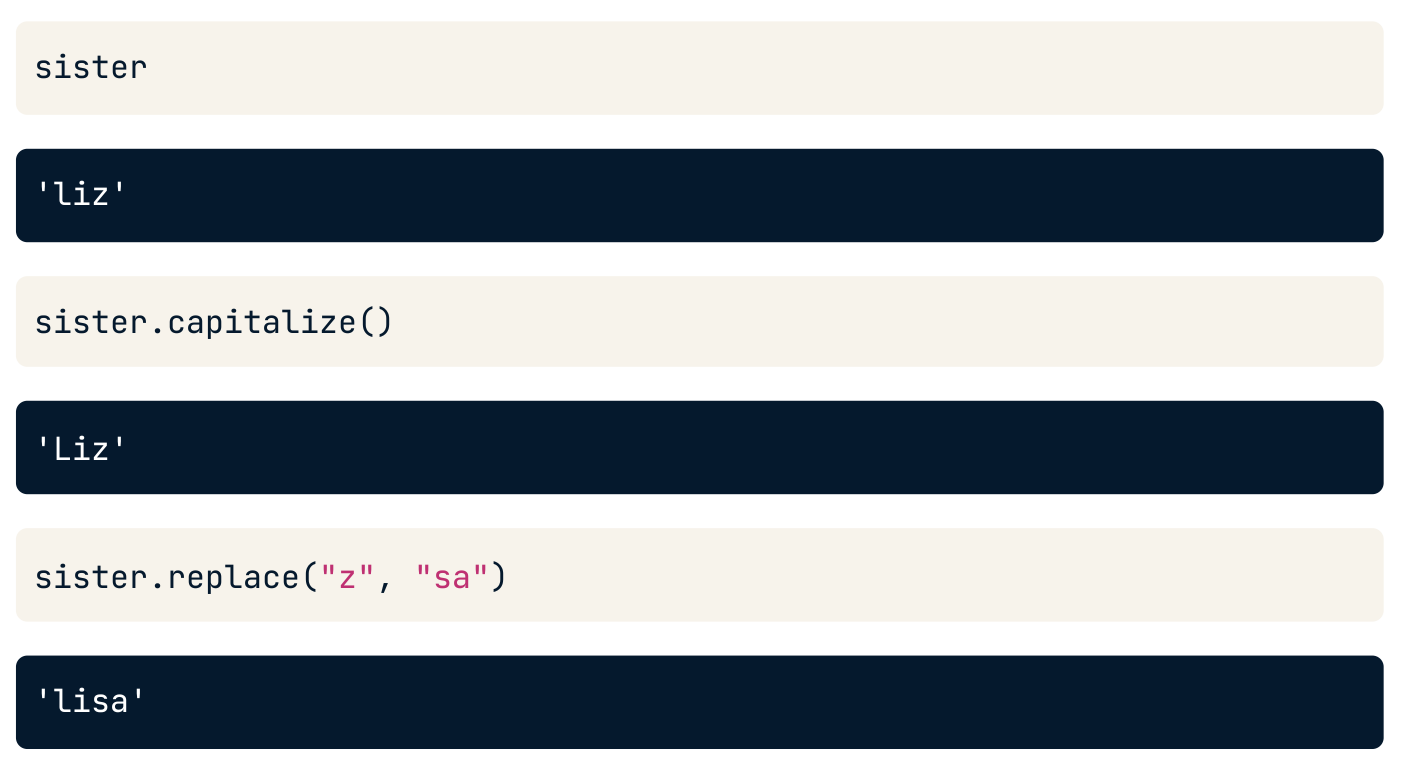 sister
'liz'
sister.capitalize()
'Liz'
sister.replace("z", "sa")
'lisa'